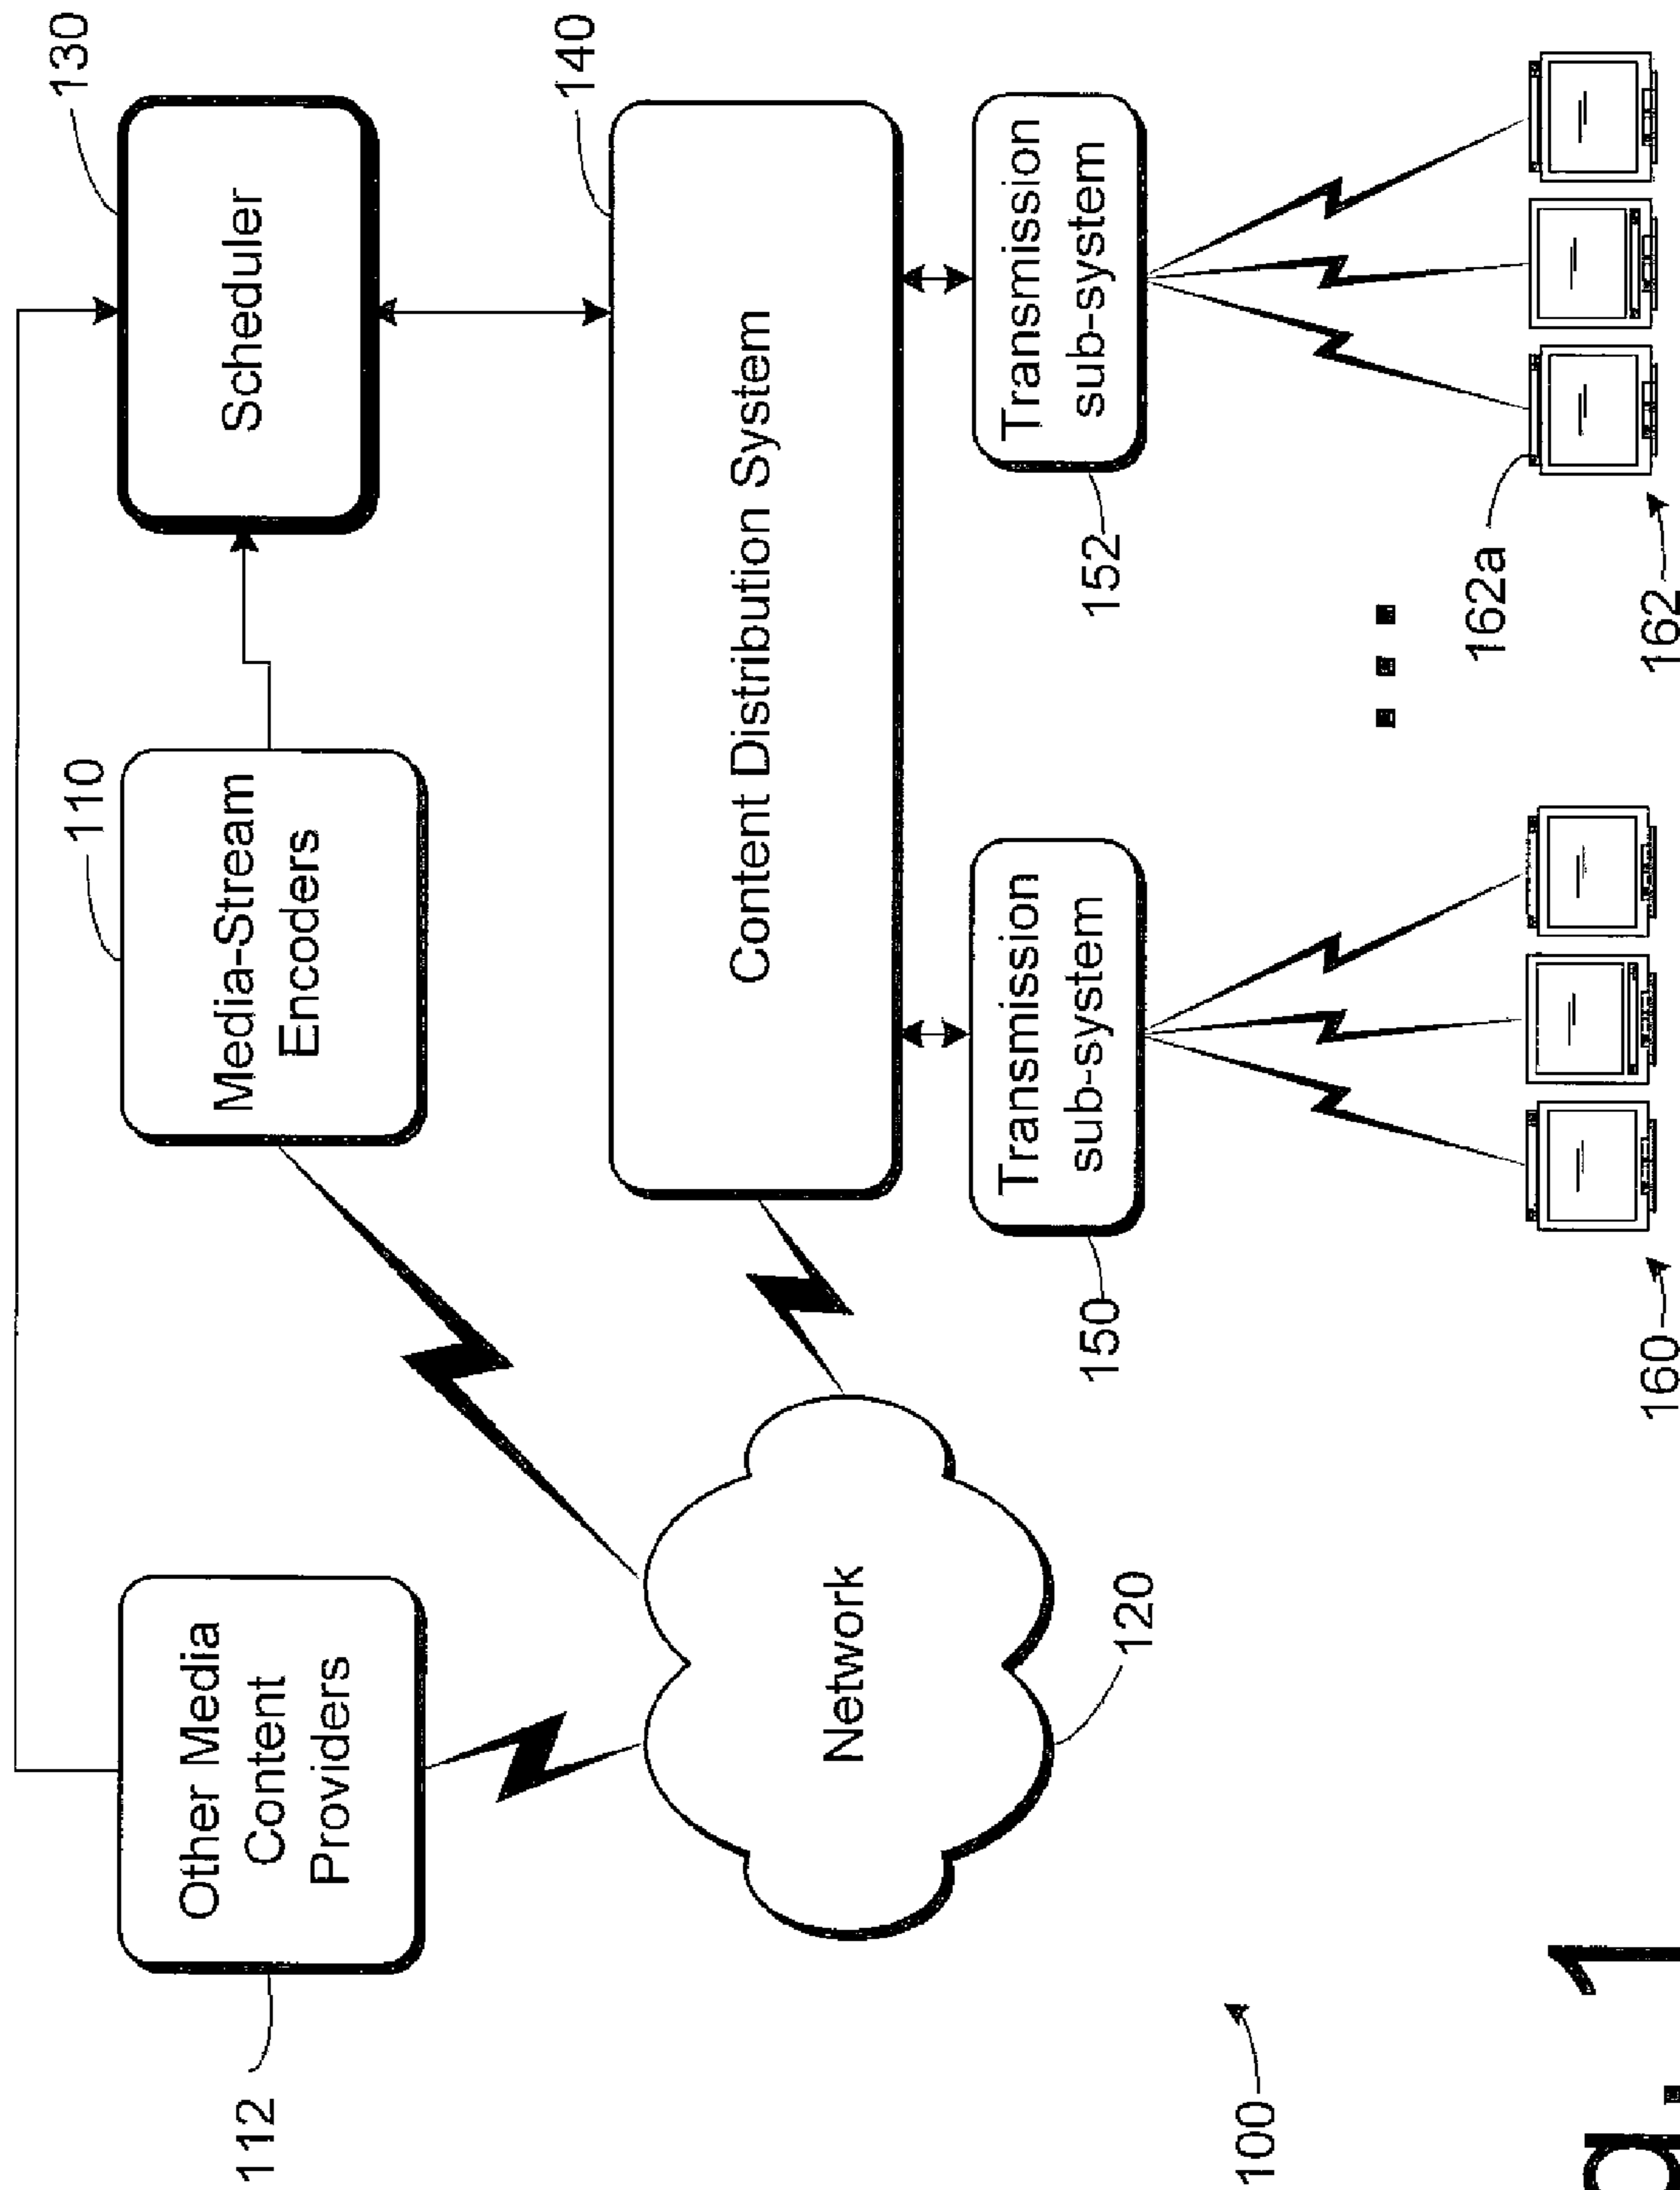 112
Other Media
Content
Providers
110
Media-Stream
Encoders
130
Scheduler
140
Content Distribution System
Network
120
150
Transmission
sub-system
152
Transmission
sub-system
162a
160
162
100
g. 1